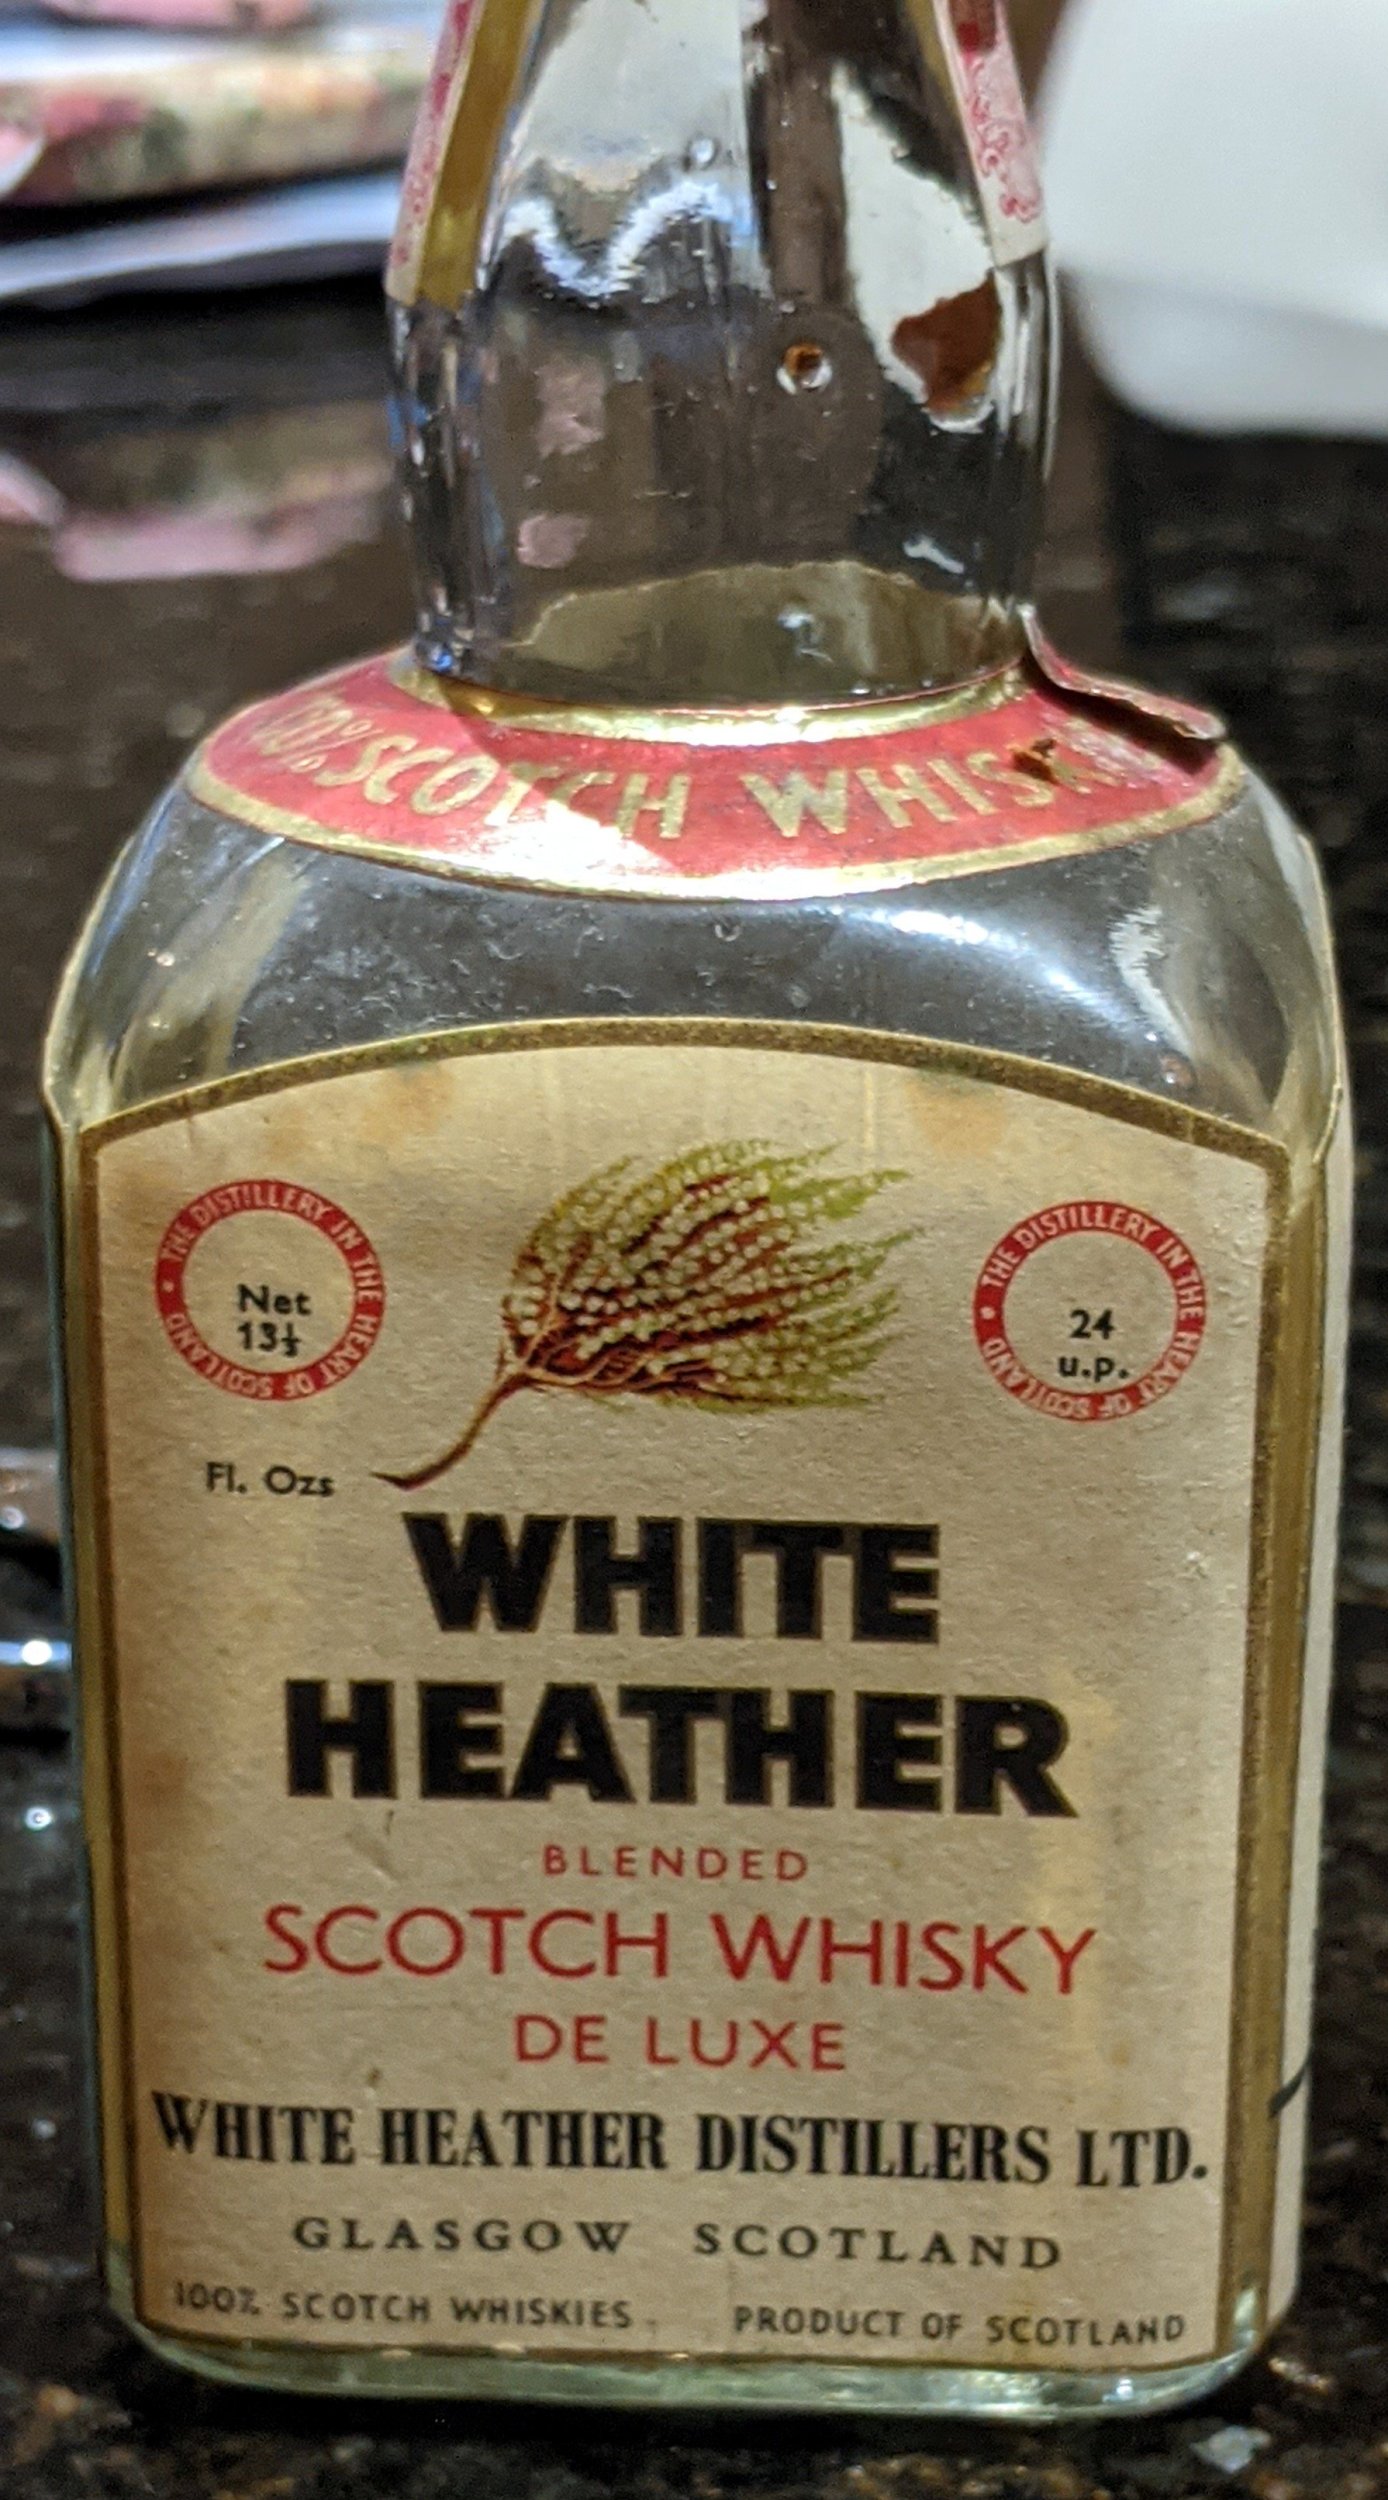 100% SCOTCH WHISK
THE DISTILLERY IN THE HEART OF SCOTLAND •
Net
13⅓
Fl. Ozs
THE DISTILLERY IN THE HEART OF SCOTLAND •
24
u.p.
WHITE
HEATHER
BLENDED
SCOTCH WHISKY
DE LUXE
WHITE HEATHER DISTILLERS LTD.
GLASGOW SCOTLAND
100% SCOTCH WHISKIES. PRODUCT OF SCOTLAND